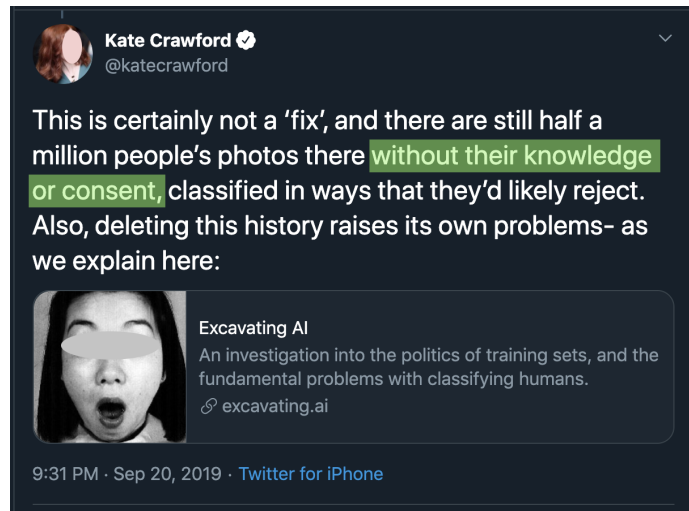 Kate Crawford
@katecrawford
This is certainly not a ‘fix’, and there are still half a
million people’s photos there without their knowledge
or consent, classified in ways that they’d likely reject.
Also, deleting this history raises its own problems- as
we explain here:
Excavating AI
An investigation into the politics of training sets, and the
fundamental problems with classifying humans.
excavating.ai
9:31 PM · Sep 20, 2019 · Twitter for iPhone